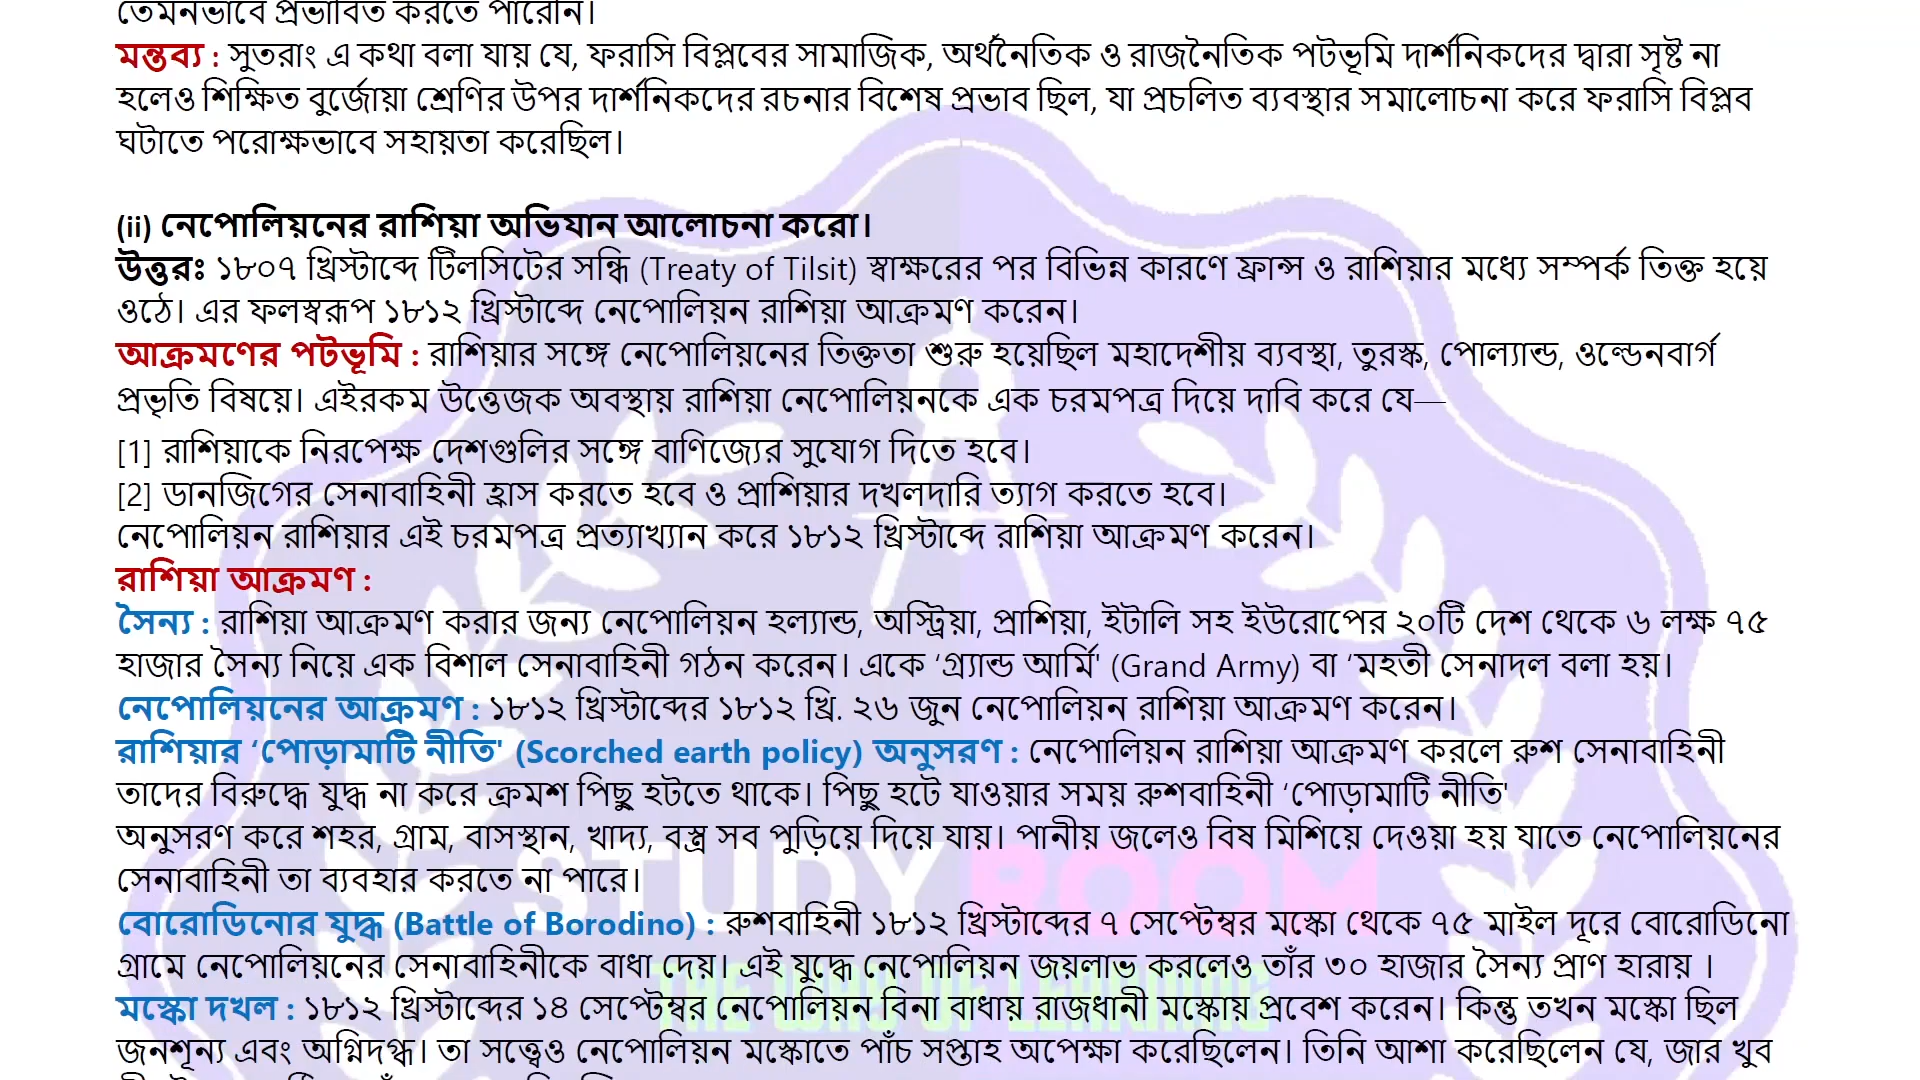 তেমনভাবে প্রভাবিত করতে পারেনি।
মন্তব্য : সুতরাং এ কথা বলা যায় যে, ফরাসি বিপ্লবের সামাজিক, অর্থনৈতিক ও রাজনৈতিক পটভূমি দার্শনিকদের দ্বারা সৃষ্ট না
হলেও শিক্ষিত বুর্জোয়া শ্রেণির উপর দার্শনিকদের রচনার বিশেষ প্রভাব ছিল, যা প্রচলিত ব্যবস্থার সমালোচনা করে ফরাসি বিপ্লব
ঘটাতে পরোক্ষভাবে সহায়তা করেছিল।
(ii) নেপোলিয়নের রাশিয়া অভিযান আলোচনা করো।
উত্তরঃ ১৮০৭ খ্রিস্টাব্দে টিলসিটের সন্ধি (Treaty of Tilsit) স্বাক্ষরের পর বিভিন্ন কারণে ফ্রান্স ও রাশিয়ার মধ্যে সম্পর্ক তিক্ত হয়ে
ওঠে। এর ফলস্বরূপ ১৮১২ খ্রিস্টাব্দে নেপোলিয়ন রাশিয়া আক্রমণ করেন।
আক্রমণের পটভূমি : রাশিয়ার সঙ্গে নেপোলিয়নের তিক্ততা শুরু হয়েছিল মহাদেশীয় ব্যবস্থা, তুরস্ক, পোল্যান্ড, ওল্ডেনবার্গ
প্রভৃতি বিষয়ে। এইরকম উত্তেজক অবস্থায় রাশিয়া নেপোলিয়নকে এক চরমপত্র দিয়ে দাবি করে যে—
[1] রাশিয়াকে নিরপেক্ষ দেশগুলির সঙ্গে বাণিজ্যের সুযোগ দিতে হবে।
[2] ডানজিগের সেনাবাহিনী হ্রাস করতে হবে ও প্রাশিয়ার দখলদারি ত্যাগ করতে হবে।
নেপোলিয়ন রাশিয়ার এই চরমপত্র প্রত্যাখ্যান করে ১৮১২ খ্রিস্টাব্দে রাশিয়া আক্রমণ করেন।
রাশিয়া আক্রমণ :
সৈন্য : রাশিয়া আক্রমণ করার জন্য নেপোলিয়ন হল্যান্ড, অস্ট্রিয়া, প্রাশিয়া, ইটালি সহ ইউরোপের ২০টি দেশ থেকে ৬ লক্ষ ৭৫
হাজার সৈন্য নিয়ে এক বিশাল সেনাবাহিনী গঠন করেন। একে ‘গ্র্যান্ড আর্মি' (Grand Army) বা ‘মহতী সেনাদল বলা হয়।
নেপোলিয়নের আক্রমণ : ১৮১২ খ্রিস্টাব্দের ১৮১২ খ্রি. ২৬ জুন নেপোলিয়ন রাশিয়া আক্রমণ করেন।
রাশিয়ার ‘পোড়ামাটি নীতি' (Scorched earth policy) অনুসরণ : নেপোলিয়ন রাশিয়া আক্রমণ করলে রুশ সেনাবাহিনী
তাদের বিরুদ্ধে যুদ্ধ না করে ক্রমশ পিছু হটতে থাকে। পিছু হটে যাওয়ার সময় রুশবাহিনী ‘পোড়ামাটি নীতি'
অনুসরণ করে শহর, গ্রাম, বাসস্থান, খাদ্য, বস্ত্র সব পুড়িয়ে দিয়ে যায়। পানীয় জলেও বিষ মিশিয়ে দেওয়া হয় যাতে নেপোলিয়নের
সেনাবাহিনী তা ব্যবহার করতে না পারে।
STUDY ROOM
বোরোডিনোর যুদ্ধ (Battle of Borodino) : রুশবাহিনী ১৮১২ খ্রিস্টাব্দের ৭ সেপ্টেম্বর মস্কো থেকে ৭৫ মাইল দূরে বোরোডিনো
গ্রামে নেপোলিয়নের সেনাবাহিনীকে বাধা দেয়। এই যুদ্ধে নেপোলিয়ন জয়লাভ করলেও তাঁর ৩০ হাজার সৈন্য প্রাণ হারায় ।
THE WAY OF LEARNING
মস্কো দখল : ১৮১২ খ্রিস্টাব্দের ১৪ সেপ্টেম্বর নেপোলিয়ন বিনা বাধায় রাজধানী মস্কোয় প্রবেশ করেন। কিন্তু তখন মস্কো ছিল
জনশূন্য এবং অগ্নিদগ্ধ। তা সত্ত্বেও নেপোলিয়ন মস্কোতে পাঁচ সপ্তাহ অপেক্ষা করেছিলেন। তিনি আশা করেছিলেন যে, জার খুব